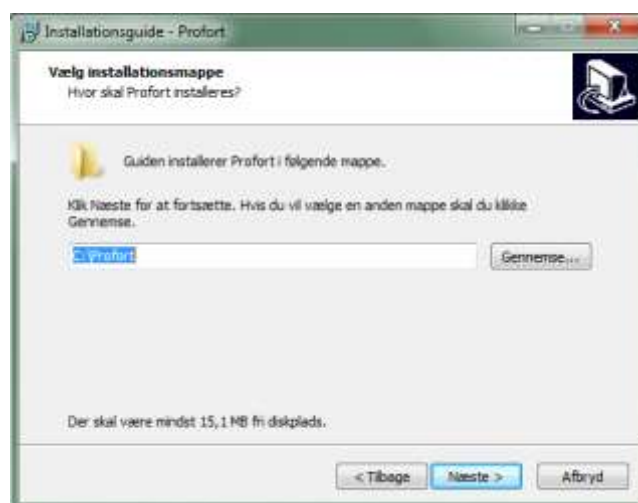 Installationsguide - Profort
Vælg installationsmappe
Hvor skal Profort installeres?
Guiden installerer Profort i følgende mappe.
Klik Næste for at fortsætte. Hvis du vil vælge en anden mappe skal du klikke
Gennemse.
C:\Profort
Gennemse...
Der skal være mindst 15,1 MB fri diskplads.
< Tilbage
Næste >
Afbryd